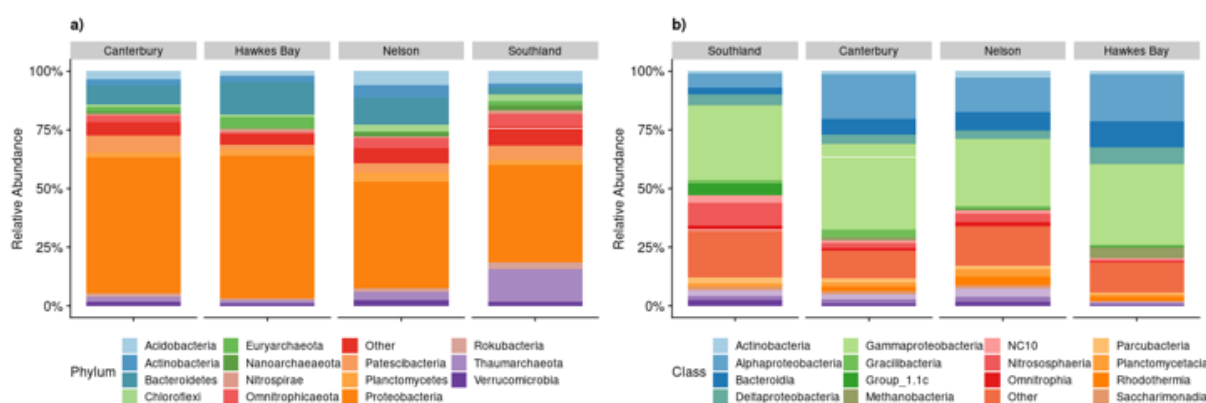 a)
Canterbury Hawkes Bay Nelson Southland
100%
75%
50%
25%
0%
Relative Abundance
Phylum
Acidobacteria Euryarchaeota Other Rokubacteria
Actinobacteria Nanoarchaeaeota Patescibacteria Thaumarchaeota
Bacteroidetes Nitrospirae Planctomycetes Verrucomicrobia
Chloroflexi Omnitrophicaeota Proteobacteria
b)
Southland Canterbury Nelson Hawkes Bay
100%
75%
50%
25%
0%
Relative Abundance
Class
Actinobacteria Gammaproteobacteria NC10 Parcubacteria
Alphaproteobacteria Gracilibacteria Nitrososphaeria Planctomycetacia
Bacteroidia Group_1.1c Omnitrophia Rhodothermia
Deltaproteobacteria Methanobacteria Other Saccharimonadia